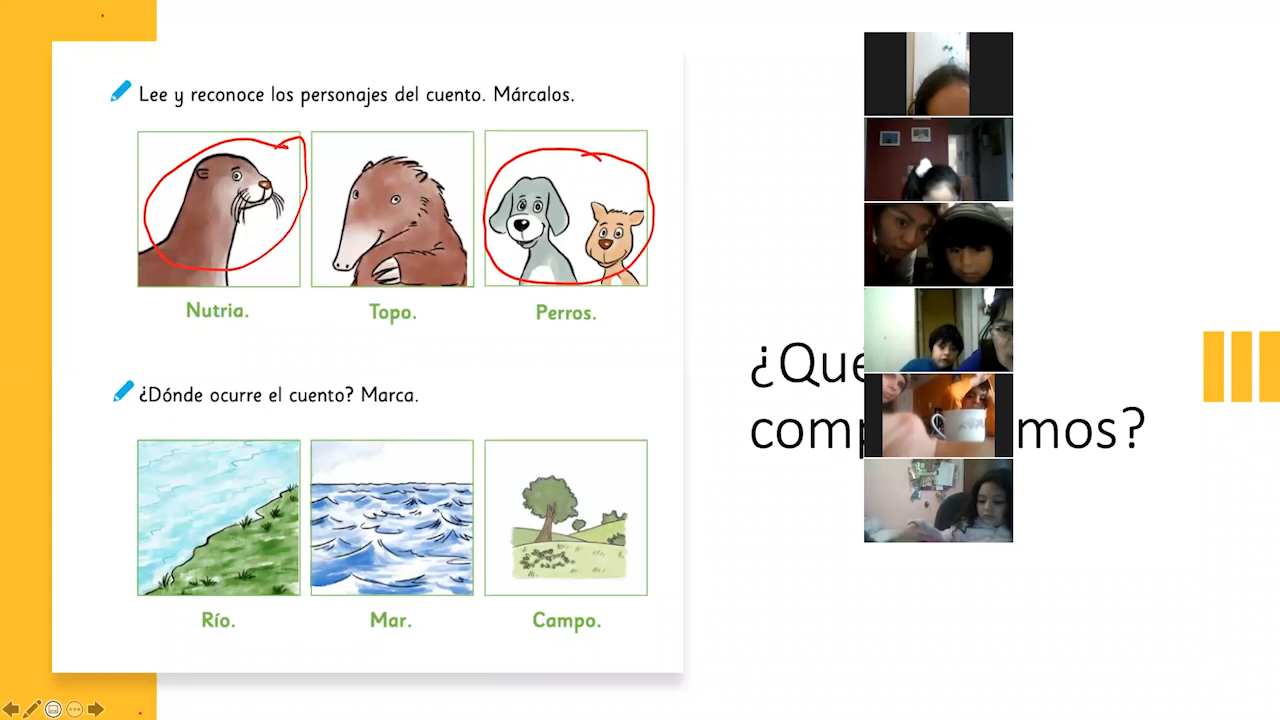 Lee y reconoce los personajes del cuento. Márcalos.
Nutria.
Topo.
Perros.
¿Dónde ocurre el cuento? Marca.
Río.
Mar.
Campo.